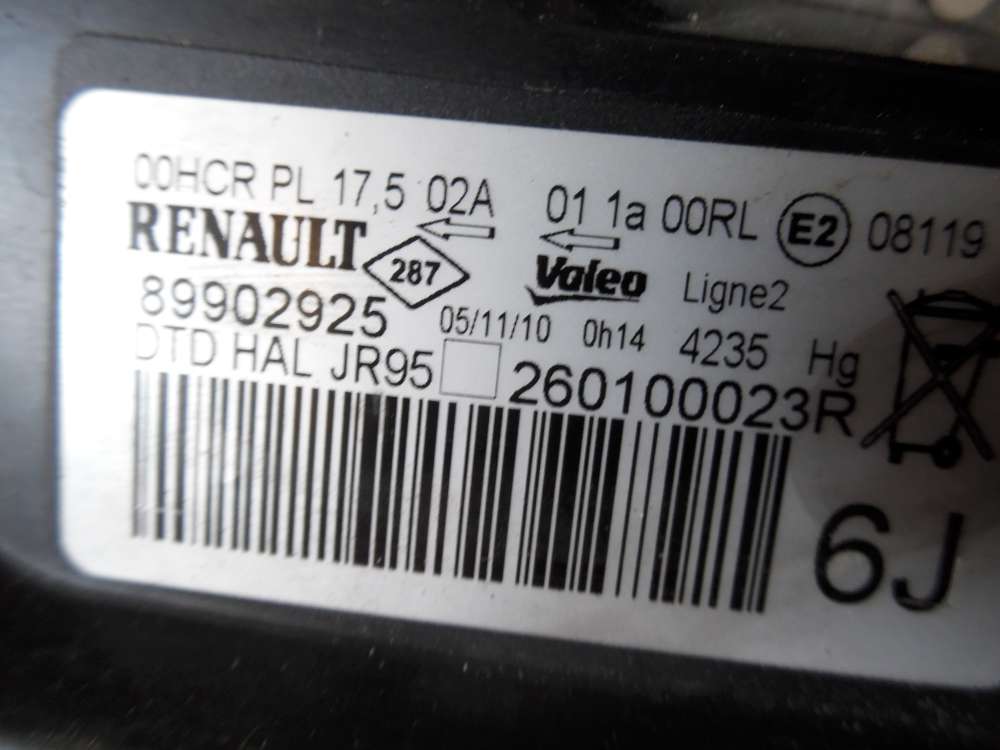 00HCR PL 17,5 02A 01 1a 00RL E2 08119
RENAULT 287 Valeo Ligne2
89902925 05/11/10 0h14 4235 Hg
DTD HAL JR95 260100023R
6J